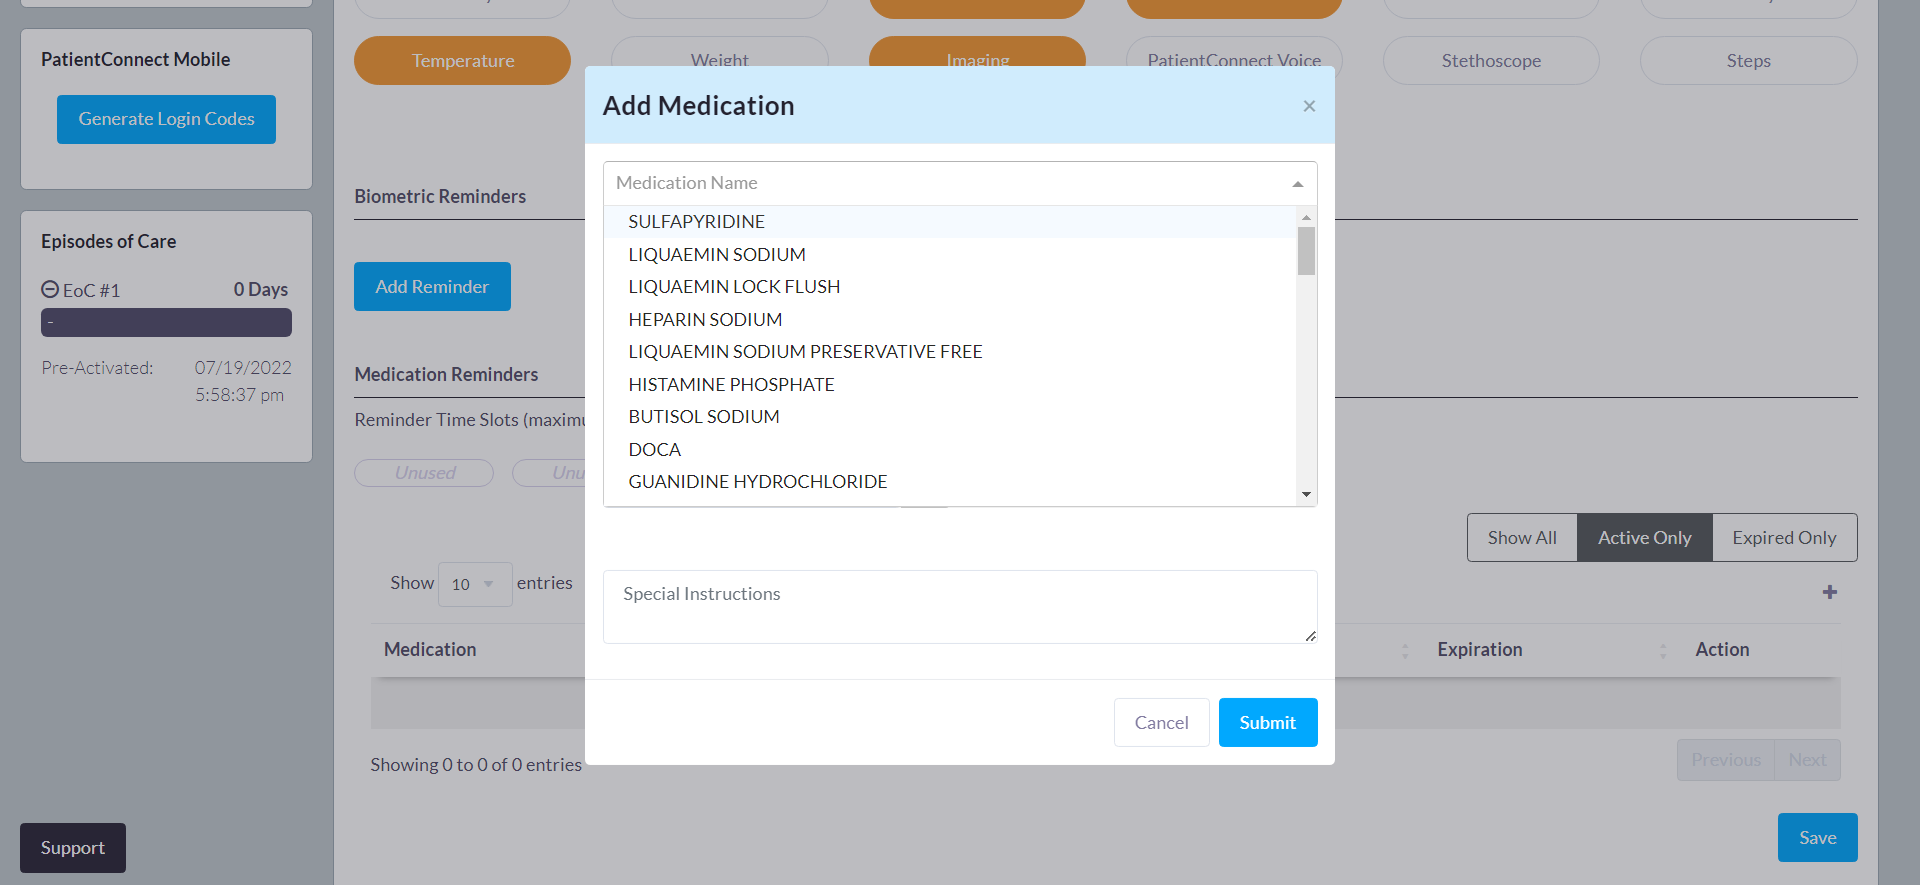 PatientConnect Mobile
Generate Login Codes
Episodes of Care
EoC #1 0 Days
-
Pre-Activated: 07/19/2022
5:58:37 pm
Support
Temperature Weight Imaging PatientConnect Voice Stethoscope Steps
Biometric Reminders
Add Reminder
Medication Reminders
Reminder Time Slots (maximu
Unused Unu
Show All Active Only Expired Only
Show 10 entries
Medication Expiration Action
Showing 0 to 0 of 0 entries
Previous Next
Save
Add Medication
×
Medication Name
SULFAPYRIDINE
LIQUAEMIN SODIUM
LIQUAEMIN LOCK FLUSH
HEPARIN SODIUM
LIQUAEMIN SODIUM PRESERVATIVE FREE
HISTAMINE PHOSPHATE
BUTISOL SODIUM
DOCA
GUANIDINE HYDROCHLORIDE
Special Instructions
Cancel Submit